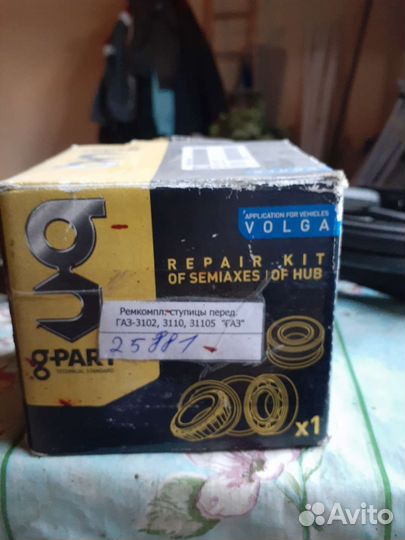 APPLICATION FOR VEHICLES
VOLGA
REPAIR KIT
OF SEMIAXES | OF HUB
Ремкомпл. ступицы перед.
ГАЗ-3102, 3110, 31105 "ГАЗ"
25881-
g-PART
TECHNICAL STANDARD
x1
Avito